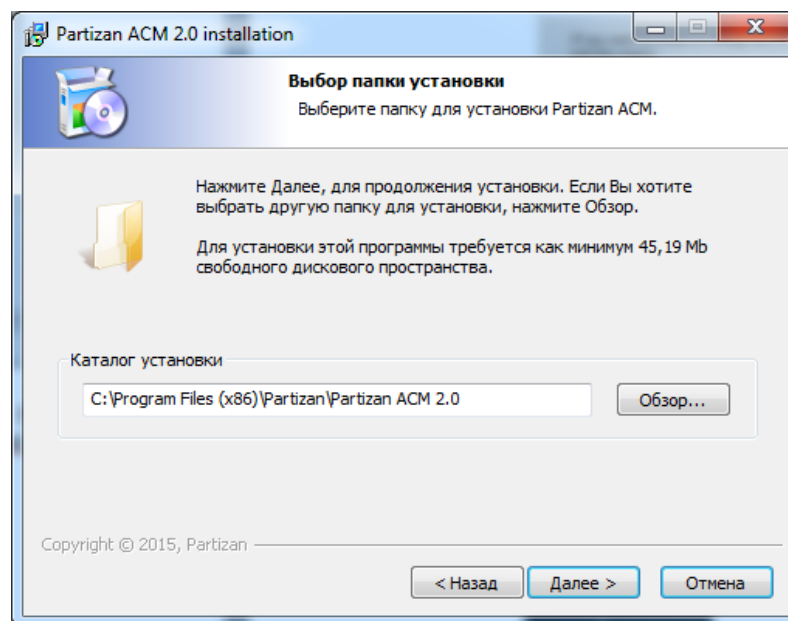 Partizan ACM 2.0 installation
Выбор папки установки
Выберите папку для установки Partizan ACM.
Нажмите Далее, для продолжения установки. Если Вы хотите
выбрать другую папку для установки, нажмите Обзор.
Для установки этой программы требуется как минимум 45,19 Mb
свободного дискового пространства.
Каталог установки
C:\Program Files (x86)\Partizan\Partizan ACM 2.0
Обзор...
Copyright © 2015, Partizan
< Назад
Далее >
Отмена